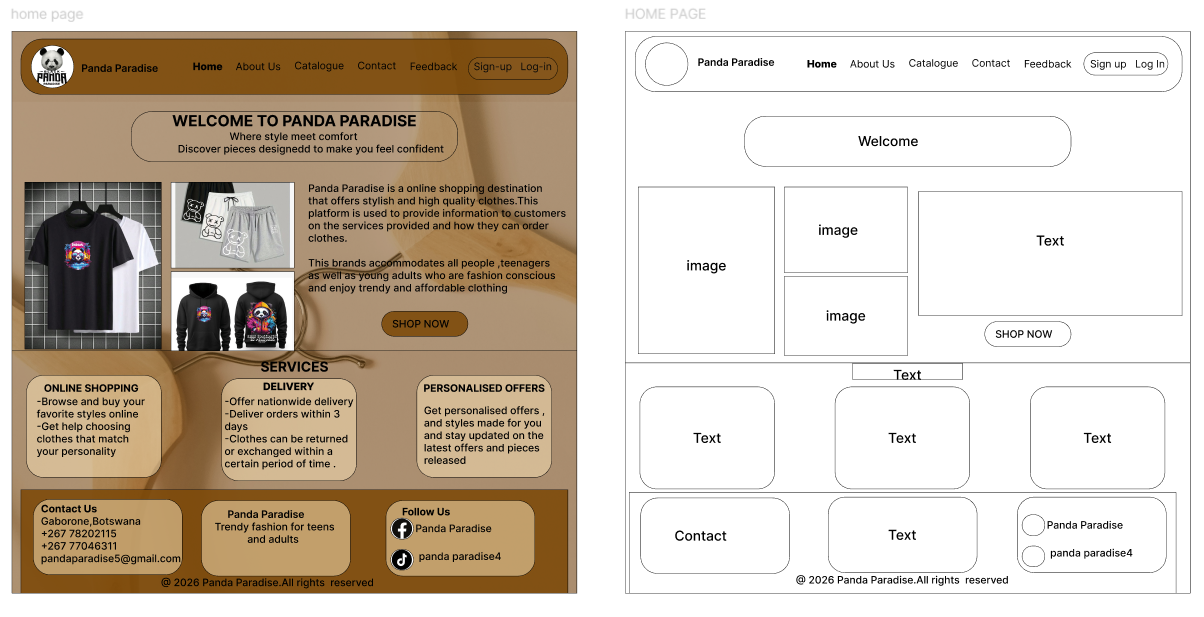 home page
PANDA
PARADISE
Panda Paradise
Home About Us Catalogue Contact Feedback Sign-up Log-in
WELCOME TO PANDA PARADISE
Where style meet comfort
Discover pieces designedd to make you feel confident
Panda Paradise is a online shopping destination
that offers stylish and high quality clothes.This
platform is used to provide information to customers
on the services provided and how they can order
clothes.
This brands accommodates all people ,teenagers
as well as young adults who are fashion conscious
and enjoy trendy and affordable clothing
SHOP NOW
SERVICES
ONLINE SHOPPING
-Browse and buy your
favorite styles online
-Get help choosing
clothes that match
your personality
DELIVERY
-Offer nationwide delivery
-Deliver orders within 3
days
-Clothes can be returned
or exchanged within a
certain period of time .
PERSONALISED OFFERS
Get personalised offers ,
and styles made for you
and stay updated on the
latest offers and pieces
released
Contact Us
Gaborone,Botswana
+267 78202115
+267 77046311
pandaparadise5@gmail.com
Panda Paradise
Trendy fashion for teens
and adults
Follow Us
Panda Paradise
panda paradise4
@ 2026 Panda Paradise.All rights reserved
HOME PAGE
Panda Paradise
Home About Us Catalogue Contact Feedback Sign up Log In
Welcome
image
image
image
Text
SHOP NOW
Text
Text
Text
Text
Contact
Text
Panda Paradise
panda paradise4
@ 2026 Panda Paradise.All rights reserved